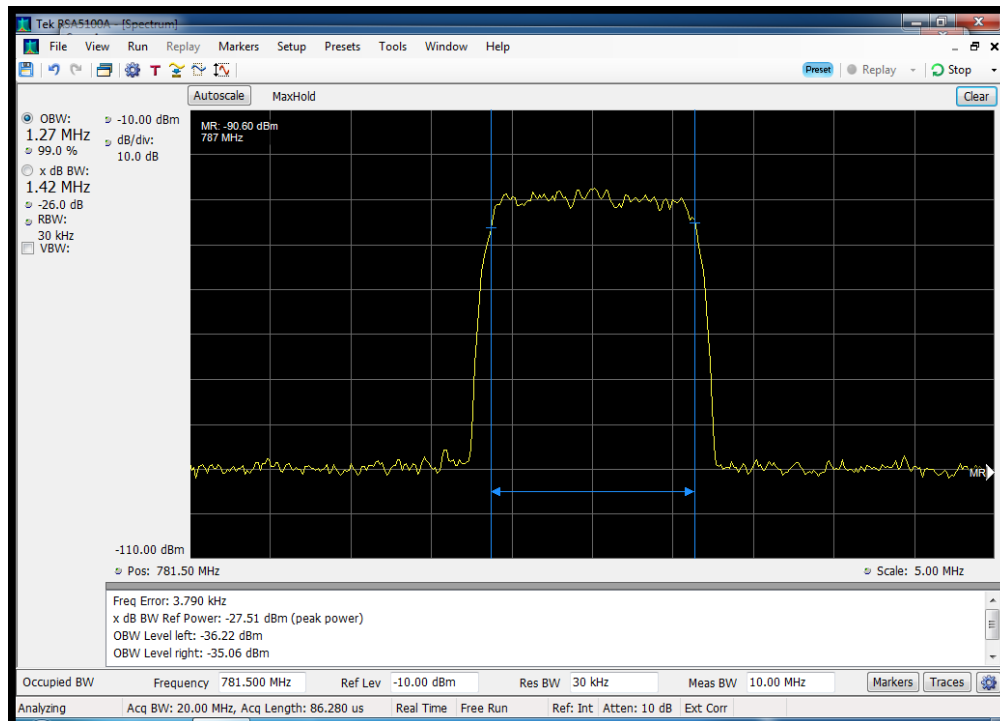 Tek RSA5100A - [Spectrum]
File View Run Replay Markers Setup Presets Tools Window Help
Preset Replay Stop
Autoscale MaxHold Clear
OBW:
1.27 MHz
99.0 %
x dB BW:
1.42 MHz
-26.0 dB
RBW:
30 kHz
VBW:
-10.00 dBm
dB/div:
10.0 dB
MR: -90.60 dBm
787 MHz
MR
-110.00 dBm
Pos: 781.50 MHz Scale: 5.00 MHz
Freq Error: 3.790 kHz
x dB BW Ref Power: -27.51 dBm (peak power)
OBW Level left: -36.22 dBm
OBW Level right: -35.06 dBm
Occupied BW Frequency 781.500 MHz Ref Lev -10.00 dBm Res BW 30 kHz Meas BW 10.00 MHz Markers Traces
Analyzing Acq BW: 20.00 MHz, Acq Length: 86.280 us Real Time Free Run Ref: Int Atten: 10 dB Ext Corr